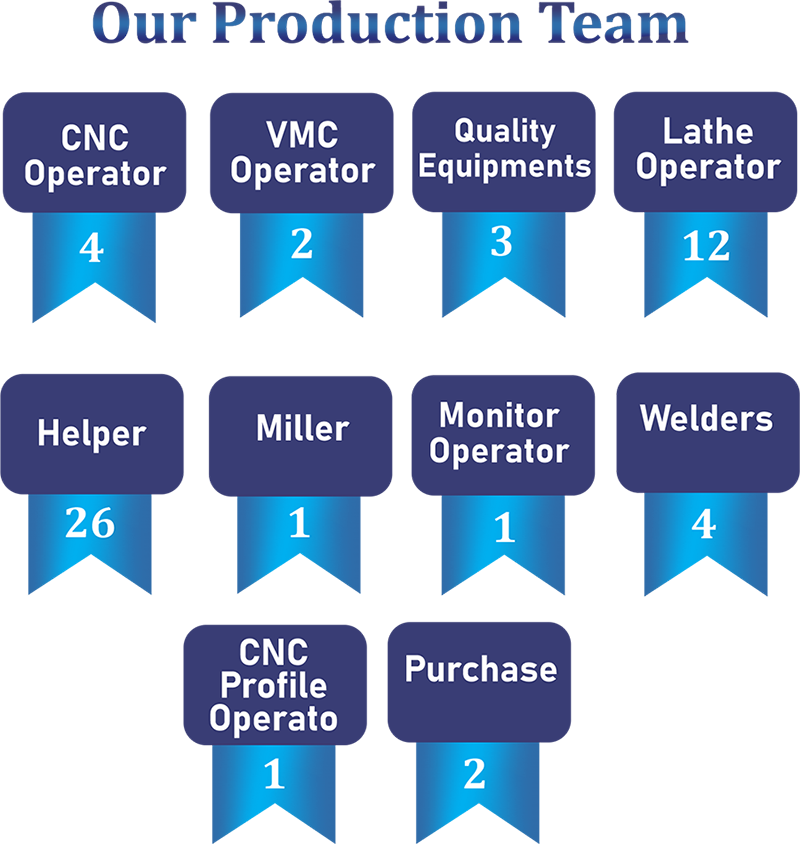 Our Production Team
CNC
Operator
4
VMC
Operator
2
Quality
Equipments
3
Lathe
Operator
12
Helper
26
Miller
1
Monitor
Operator
1
Welders
4
CNC
Profile
Operato
1
Purchase
2